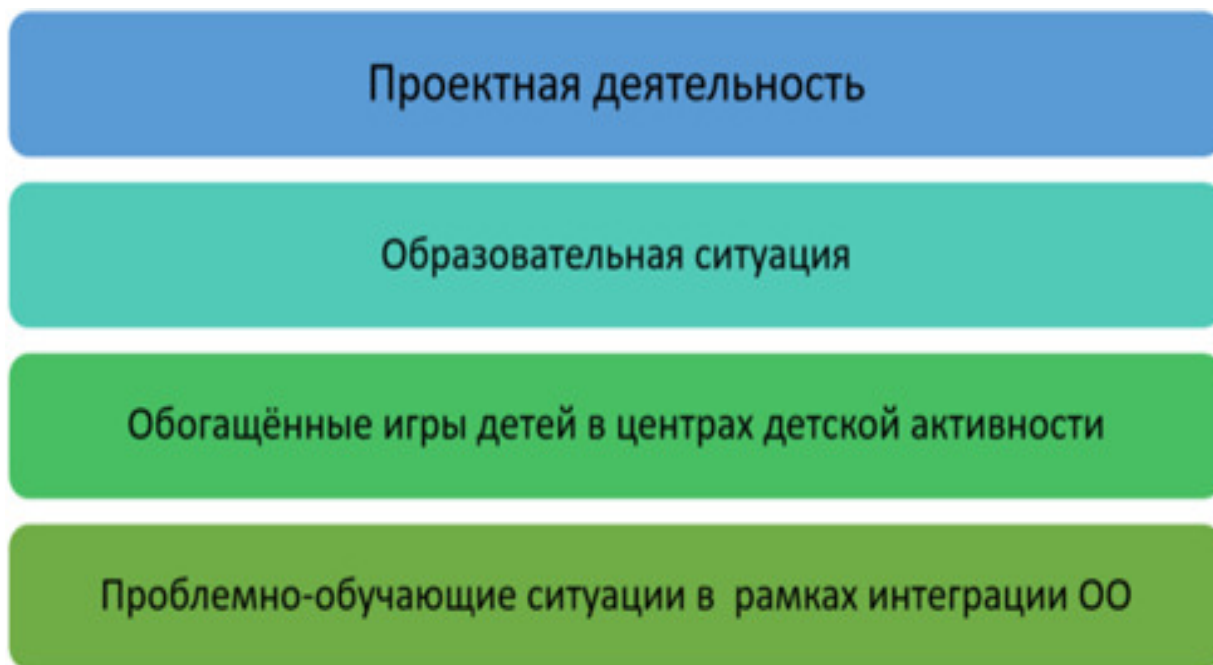 Проектная деятельность
Образовательная ситуация
Обогащённые игры детей в центрах детской активности
Проблемно-обучающие ситуации в рамках интеграции ОО